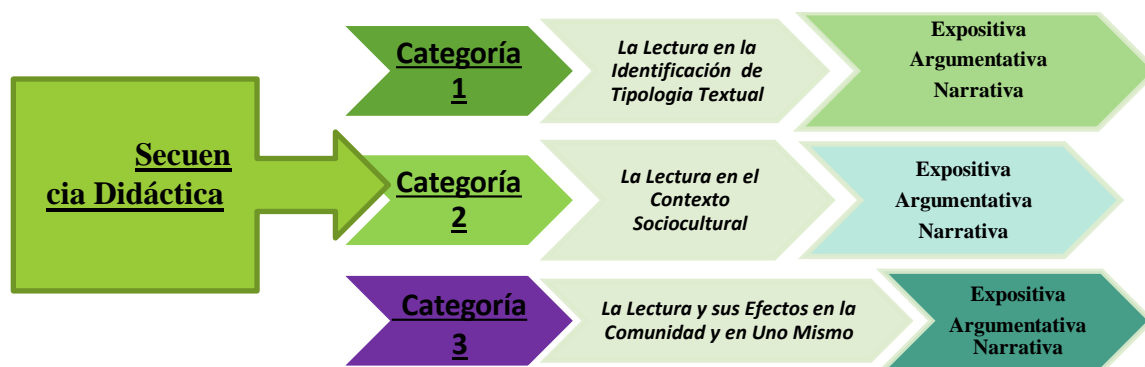 Secuen
cia Didáctica
Categoría
1
La Lectura en la
Identificación de
Tipologia Textual
Expositiva
Argumentativa
Narrativa
Categoría
2
La Lectura en el
Contexto
Sociocultural
Expositiva
Argumentativa
Narrativa
Categoría
3
La Lectura y sus Efectos en la
Comunidad y en Uno Mismo
Expositiva
Argumentativa
Narrativa